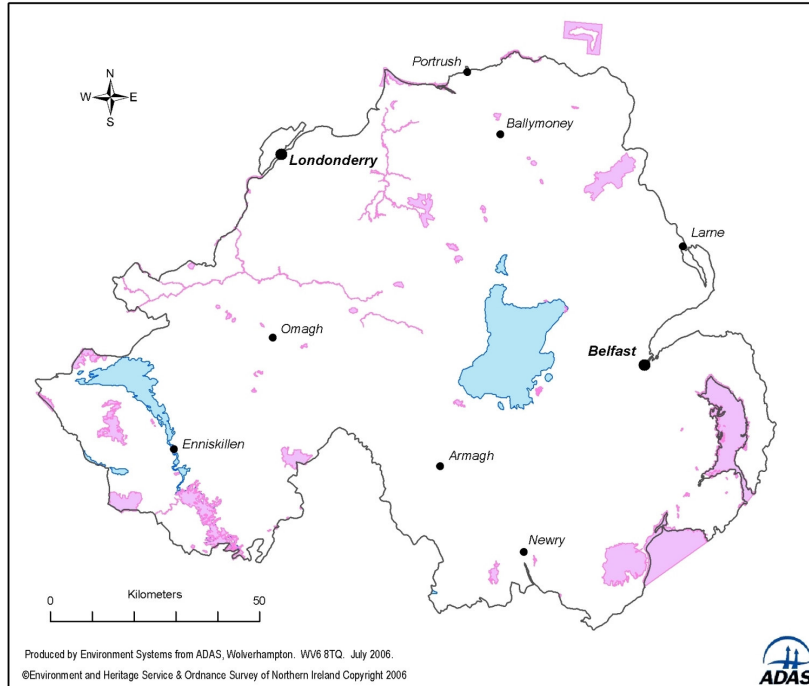 Portrush
N
W E
S
Ballymoney
Londonderry
Larne
Omagh
Belfast
Enniskillen
Armagh
Newry
Kilometers
0 50
Produced by Environment Systems from ADAS, Wolverhampton. WV6 8TQ. July 2006.
©Environment and Heritage Service & Ordnance Survey of Northern Ireland Copyright 2006
ADAS